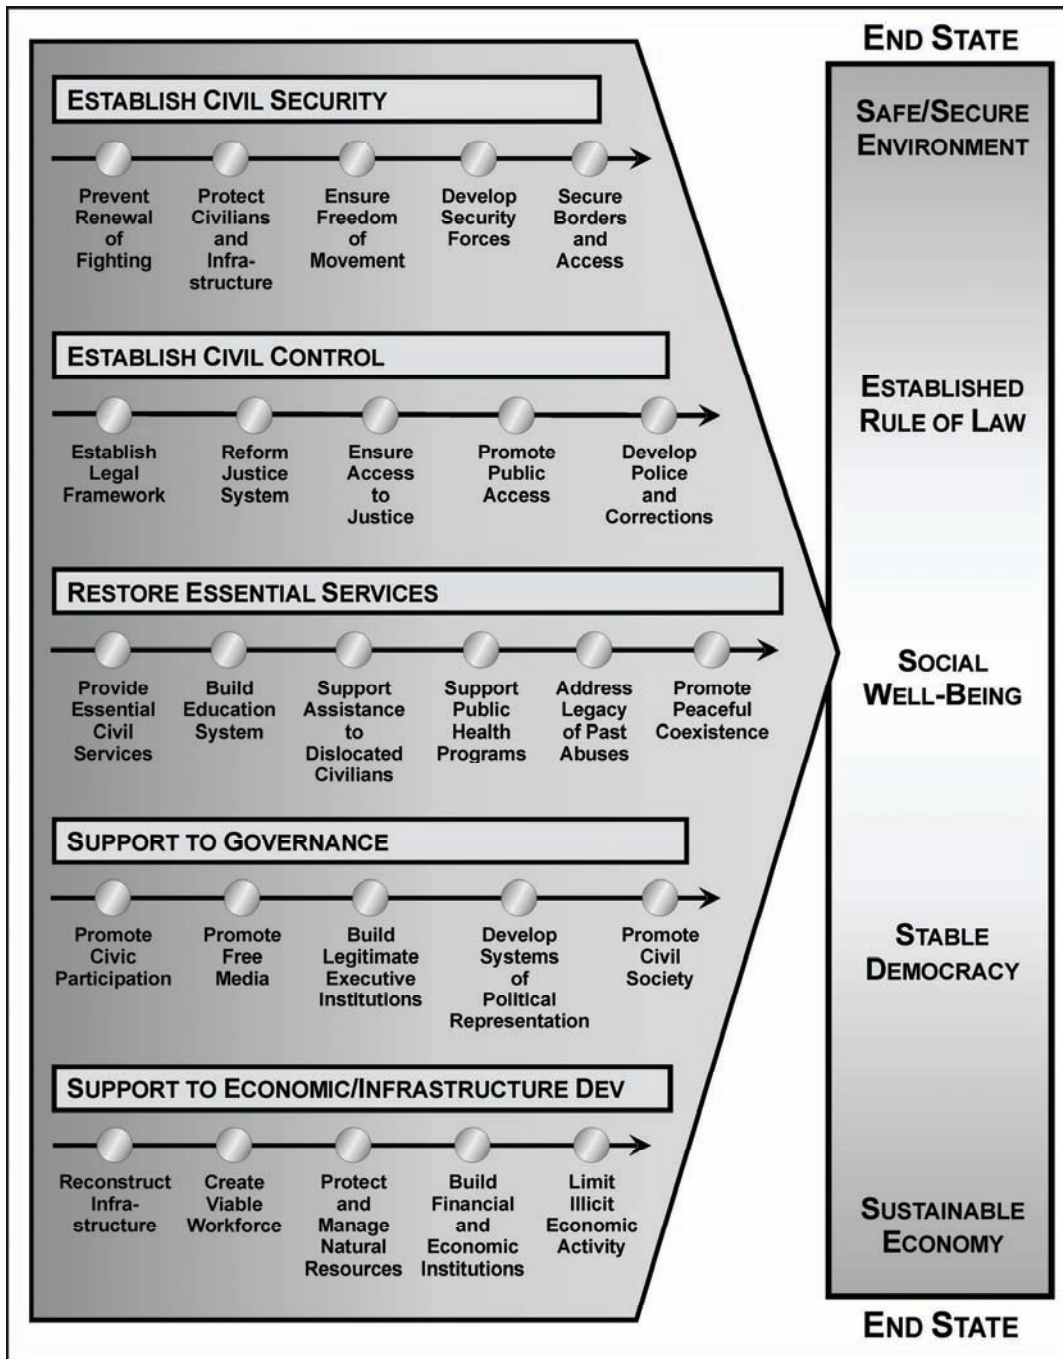 END STATE
ESTABLISH CIVIL SECURITY
Prevent
Renewal
of
Fighting
Protect
Civilians
and
Infra-
structure
Ensure
Freedom
of
Movement
Develop
Security
Forces
Secure
Borders
and
Access
SAFE/SECURE
ENVIRONMENT
ESTABLISH CIVIL CONTROL
Establish
Legal
Framework
Reform
Justice
System
Ensure
Access
to
Justice
Promote
Public
Access
Develop
Police
and
Corrections
ESTABLISHED
RULE OF LAW
RESTORE ESSENTIAL SERVICES
Provide
Essential
Civil
Services
Build
Education
System
Support
Assistance
to
Dislocated
Civilians
Support
Public
Health
Programs
Address
Legacy
of Past
Abuses
Promote
Peaceful
Coexistence
SOCIAL
WELL-BEING
SUPPORT TO GOVERNANCE
Promote
Civic
Participation
Promote
Free
Media
Build
Legitimate
Executive
Institutions
Develop
Systems
of
Political
Representation
Promote
Civil
Society
STABLE
DEMOCRACY
SUPPORT TO ECONOMIC/INFRASTRUCTURE DEV
Reconstruct
Infra-
structure
Create
Viable
Workforce
Protect
and
Manage
Natural
Resources
Build
Financial
and
Economic
Institutions
Limit
Illicit
Economic
Activity
SUSTAINABLE
ECONOMY
END STATE